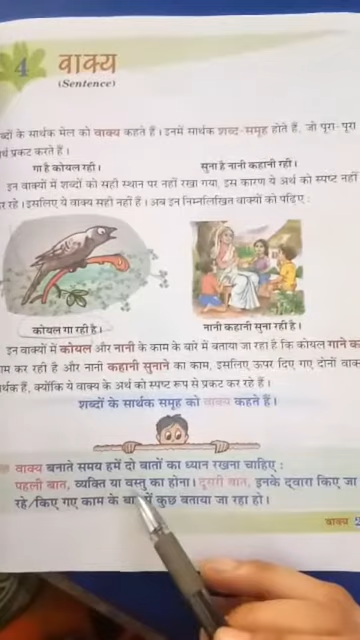 4 वाक्य
(Sentence)
ब्दों के सार्थक मेल को वाक्य कहते हैं। इनमें सार्थक शब्द-समूह होते हैं, जो पूरा-पूरा
र्थ प्रकट करते हैं।
गा है कोयल रही। सुना है नानी कहानी रही।
इन वाक्यों में शब्दों को सही स्थान पर नहीं रखा गया, इस कारण ये अर्थ को स्पष्ट नहीं
र रहे। इसलिए ये वाक्य सही नहीं हैं। अब इन निम्नलिखित वाक्यों को पढ़िए:
कोयल गा रही है। नानी कहानी सुना रही है।
इन वाक्यों में कोयल और नानी के काम के बारे में बताया जा रहा है कि कोयल गाने का
म कर रही है और नानी कहानी सुनाने का काम, इसलिए ऊपर दिए गए दोनों वाक्
र्थक हैं, क्योंकि ये वाक्य के अर्थ को स्पष्ट रूप से प्रकट कर रहे हैं।
शब्दों के सार्थक समूह को वाक्य कहते हैं।
वाक्य बनाते समय हमें दो बातों का ध्यान रखना चाहिए:
पहली बात, व्यक्ति या वस्तु का होना। दूसरी बात, इनके द्वारा किए जा
रहे/किए गए काम के बारे में कुछ बताया जा रहा हो।
वाक्य 2